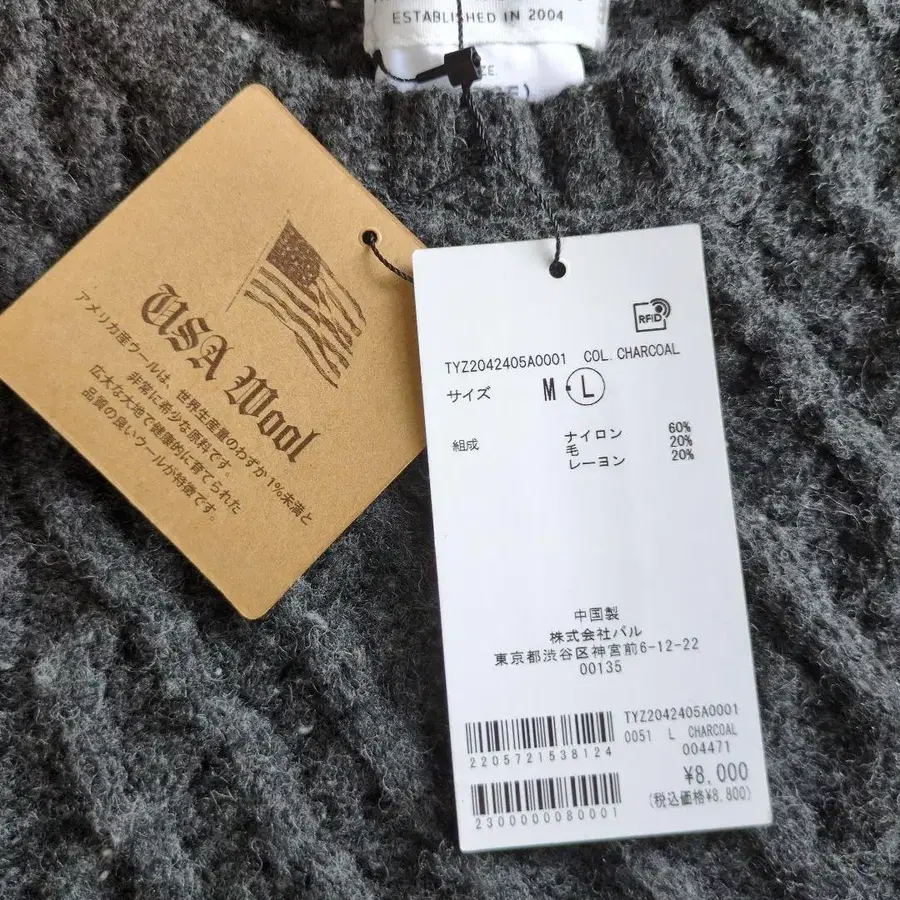 ESTABLISHED IN 2004
USA Wool
アメリカ産ウールは、世界生産量のわずか1%未満と
非常に希少な原料です。
広大な大地で健康的に育てられた
品質の良いウールが特徴です。
RFID
TYZ2042405A0001 COL. CHARCOAL
サイズ M L
組成 ナイロン 60%
毛 20%
レーヨン 20%
中国製
株式会社パル
東京都渋谷区神宮前6-12-22
00135
TYZ2042405A0001
0051 L CHARCOAL
004471
2205721538124
¥8,000
(税込価格¥8,800)
2300000080001